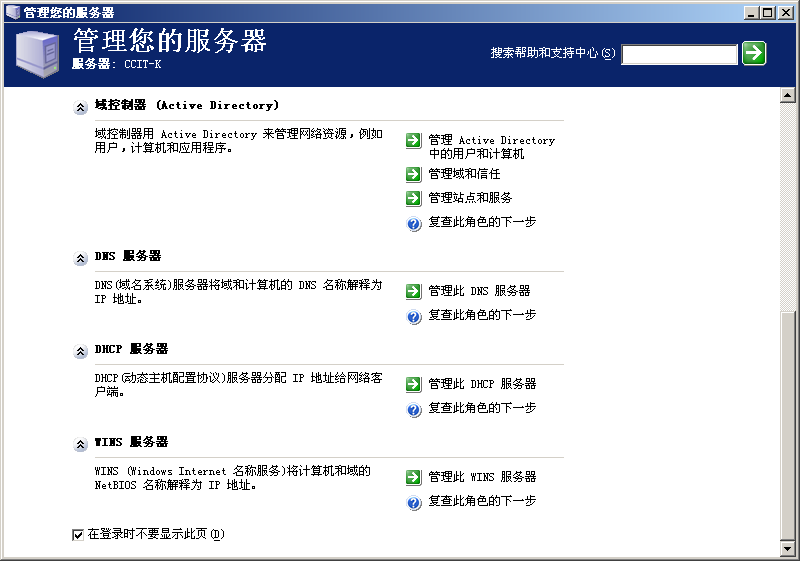 管理您的服务器
管理您的服务器
服务器: CCIT-K
搜索帮助和支持中心(S)
域控制器 (Active Directory)
域控制器用 Active Directory 来管理网络资源，例如
用户，计算机和应用程序。
管理 Active Directory
中的用户和计算机
管理域和信任
管理站点和服务
复查此角色的下一步
DNS 服务器
DNS(域名系统)服务器将域和计算机的 DNS 名称解释为
IP 地址。
管理此 DNS 服务器
复查此角色的下一步
DHCP 服务器
DHCP(动态主机配置协议)服务器分配 IP 地址给网络客
户端。
管理此 DHCP 服务器
复查此角色的下一步
WINS 服务器
WINS (Windows Internet 名称服务)将计算机和域的
NetBIOS 名称解释为 IP 地址。
管理此 WINS 服务器
复查此角色的下一步
在登录时不要显示此页(D)